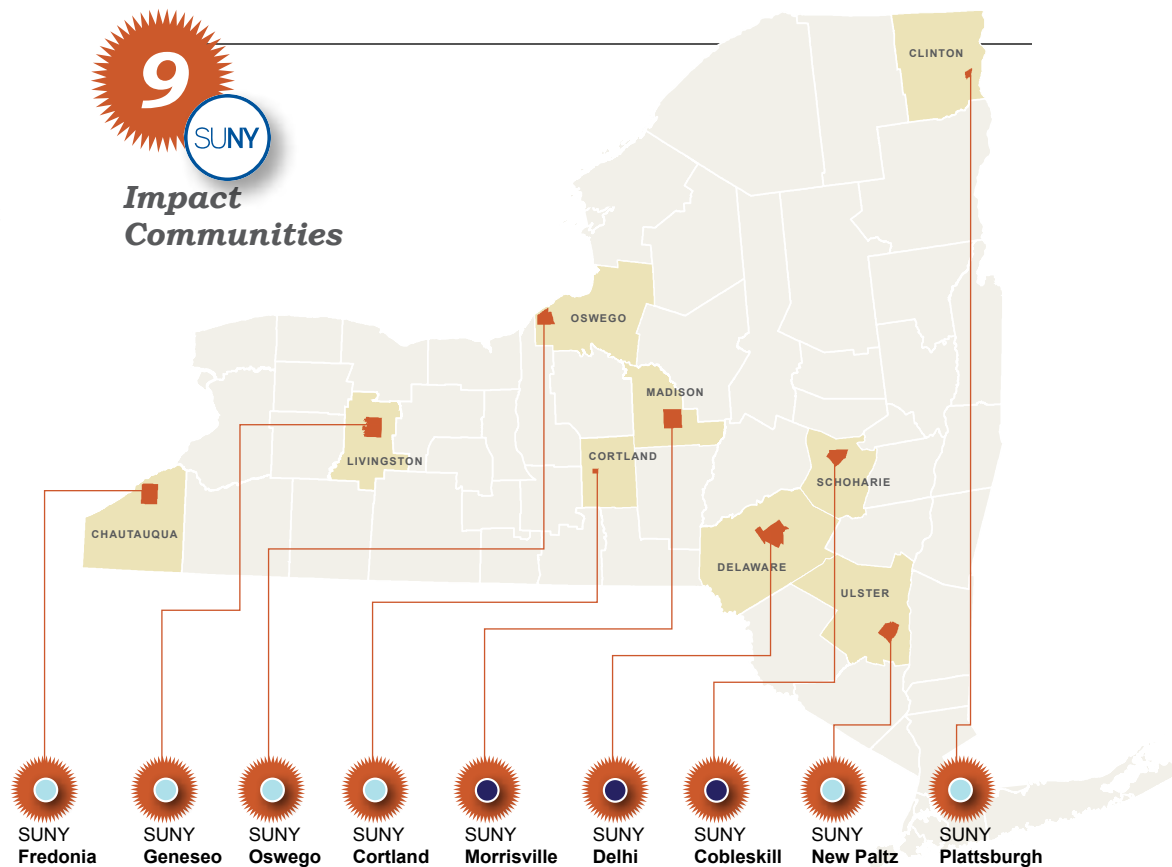 9
SUNY
Impact
Communities
CLINTON
OSWEGO
MADISON
CORTLAND
LIVINGSTON
SCHOHARIE
CHAUTAUQUA
DELAWARE
ULSTER
SUNY
Fredonia
SUNY
Geneseo
SUNY
Oswego
SUNY
Cortland
SUNY
Morrisville
SUNY
Delhi
SUNY
Cobleskill
SUNY
New Paltz
SUNY
Plattsburgh